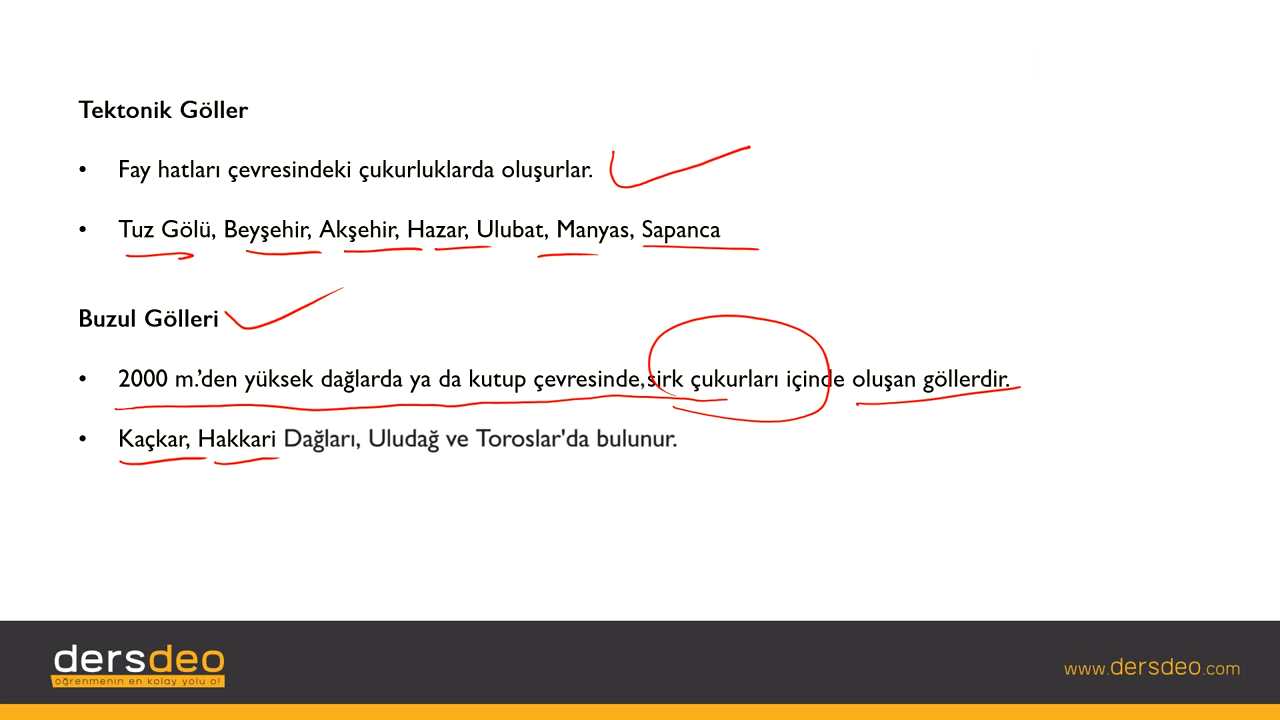 Tektonik Göller
• Fay hatları çevresindeki çukurluklarda oluşurlar.
• Tuz Gölü, Beyşehir, Akşehir, Hazar, Ulubat, Manyas, Sapanca
Buzul Gölleri
• 2000 m.'den yüksek dağlarda ya da kutup çevresinde,sirk çukurları içinde oluşan göllerdir.
• Kaçkar, Hakkari Dağları, Uludağ ve Toroslar'da bulunur.
dersdeo
öğrenmenin en kolay yolu o!
www.dersdeo.com